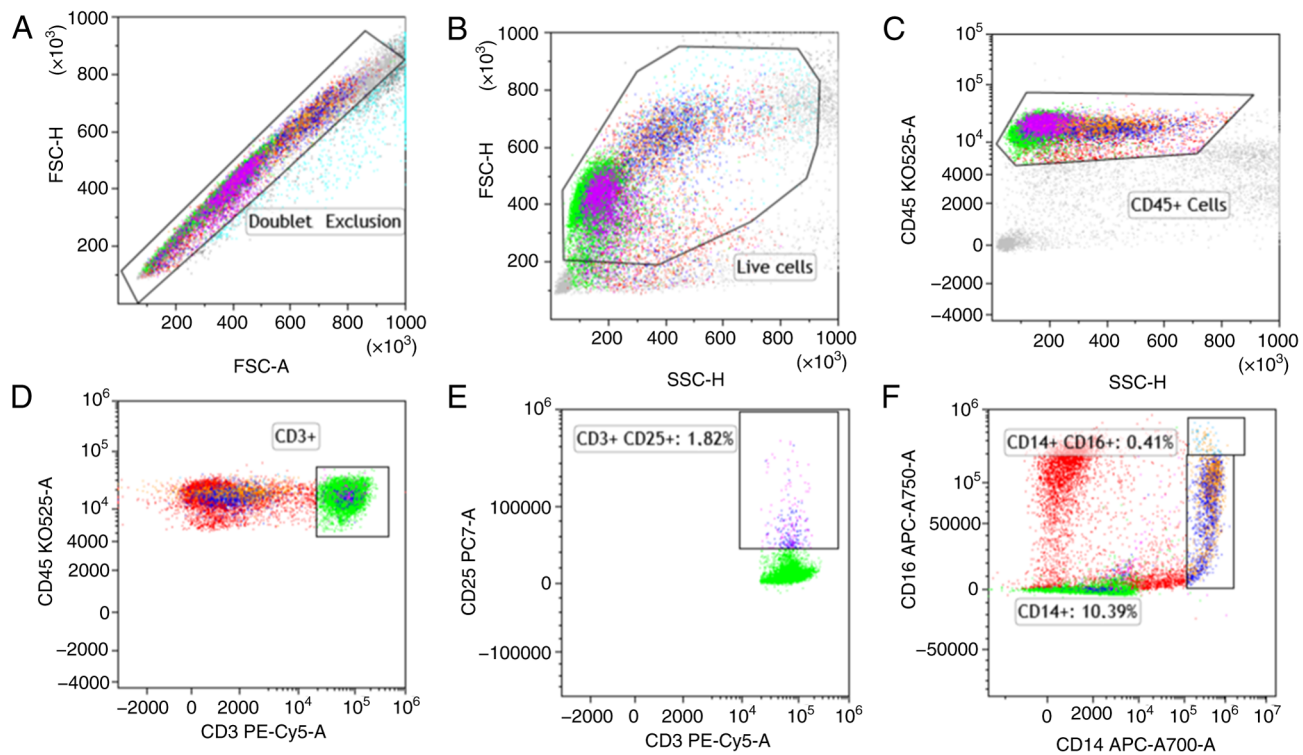 A
1000
(×10³)
800
600
400
200
FSC-H
Doublet Exclusion
200 400 600 800 1000
(×10³)
FSC-A
B
1000
(×10³)
800
600
400
200
FSC-H
Live cells
200 400 600 800 1000
(×10³)
SSC-H
C
10⁵
10⁵
10⁴
4000
2000
0
−2000
−4000
CD45 KO525-A
CD45+ Cells
200 400 600 800 1000
(×10³)
SSC-H
D
10⁶
10⁵
10⁴
4000
2000
0
−2000
−4000
CD45 KO525-A
CD3+
−2000 0 2000 10⁴ 10⁵ 10⁶
CD3 PE-Cy5-A
E
10⁶
100000
0
−100000
CD25 PC7-A
CD3+ CD25+: 1.82%
−2000 0 2000 10⁴ 10⁵ 10⁶
CD3 PE-Cy5-A
F
10⁶
10⁵
50000
0
−50000
CD16 APC-A750-A
CD14+ CD16+: 0.41%
CD14+: 10.39%
0 2000 10⁴ 10⁵ 10⁶ 10⁷
CD14 APC-A700-A